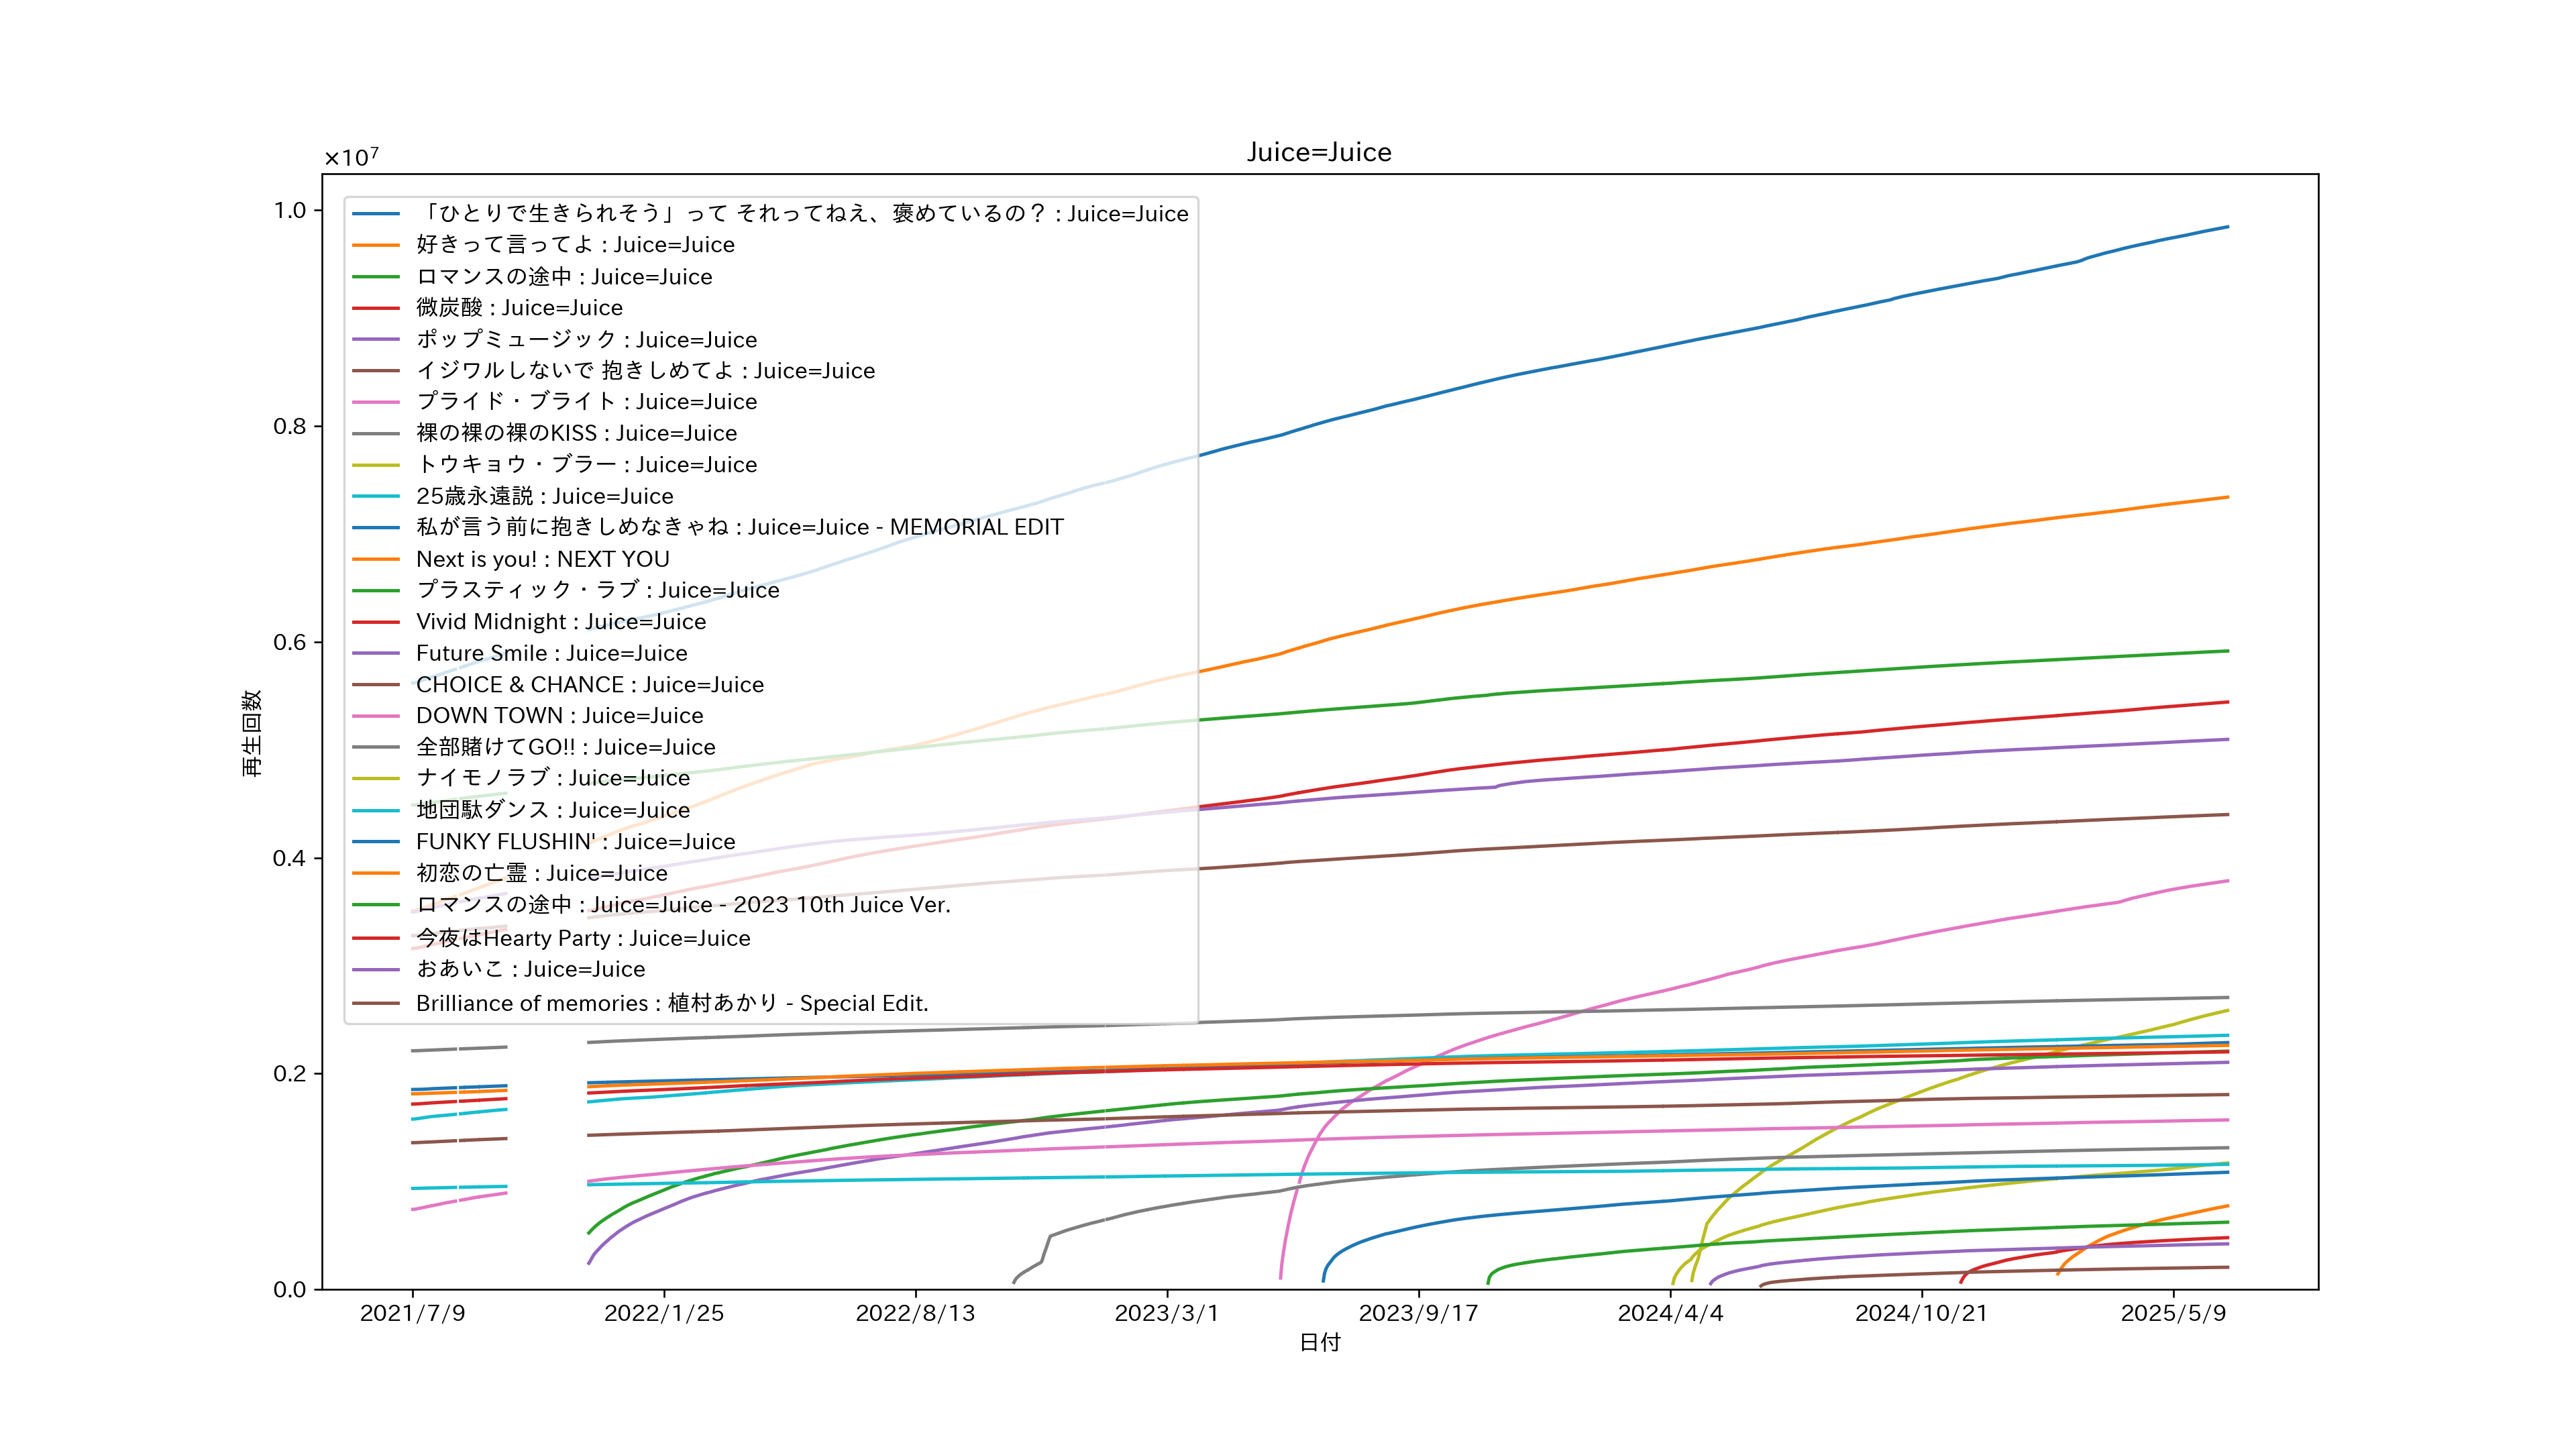 Juice=Juice
×10⁷
1.0
0.8
0.6
0.4
0.2
0.0
再生回数
「ひとりで生きられそう」って それってねえ、褒めているの？ : Juice=Juice
好きって言ってよ : Juice=Juice
ロマンスの途中 : Juice=Juice
微炭酸 : Juice=Juice
ポップミュージック : Juice=Juice
イジワルしないで 抱きしめてよ : Juice=Juice
プライド・ブライト : Juice=Juice
裸の裸の裸のKISS : Juice=Juice
トウキョウ・ブラー : Juice=Juice
25歳永遠説 : Juice=Juice
私が言う前に抱きしめなきゃね : Juice=Juice - MEMORIAL EDIT
Next is you! : NEXT YOU
プラスティック・ラブ : Juice=Juice
Vivid Midnight : Juice=Juice
Future Smile : Juice=Juice
CHOICE & CHANCE : Juice=Juice
DOWN TOWN : Juice=Juice
全部賭けてGO!! : Juice=Juice
ナイモノラブ : Juice=Juice
地団駄ダンス : Juice=Juice
FUNKY FLUSHIN' : Juice=Juice
初恋の亡霊 : Juice=Juice
ロマンスの途中 : Juice=Juice - 2023 10th Juice Ver.
今夜はHearty Party : Juice=Juice
おあいこ : Juice=Juice
Brilliance of memories : 植村あかり - Special Edit.
2021/7/9 2022/1/25 2022/8/13 2023/3/1 2023/9/17 2024/4/4 2024/10/21 2025/5/9
日付